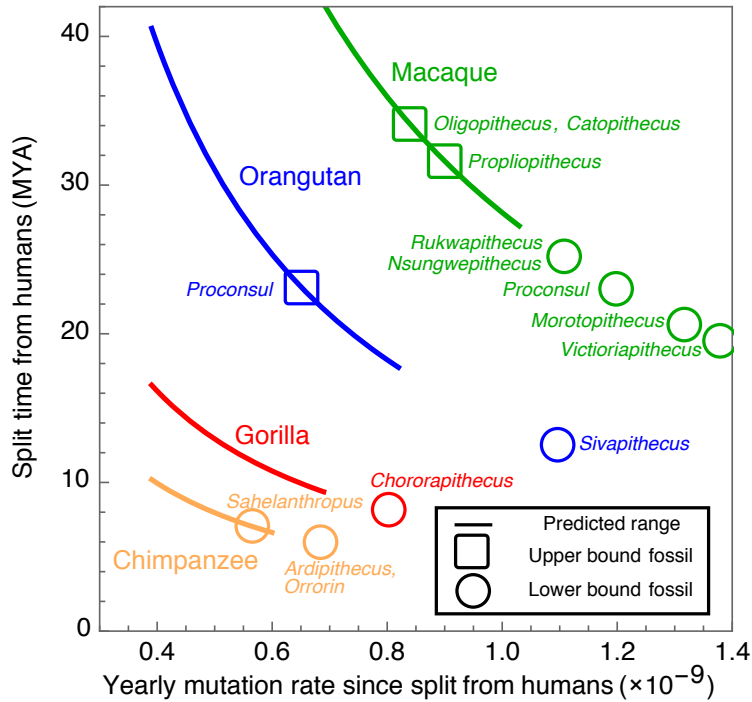 40
30
20
10
0
0.4
0.6
0.8
1.0
1.2
1.4
Split time from humans (MYA)
Yearly mutation rate since split from humans (×10−9)
Macaque
Oligopithecus, Catopithecus
Propliopithecus
Orangutan
Proconsul
Rukwapithecus
Nsungwepithecus
Proconsul
Morotopithecus
Victioriapithecus
Gorilla
Sivapithecus
Chororapithecus
Sahelanthropus
Chimpanzee
Ardipithecus,
Orrorin
Predicted range
Upper bound fossil
Lower bound fossil